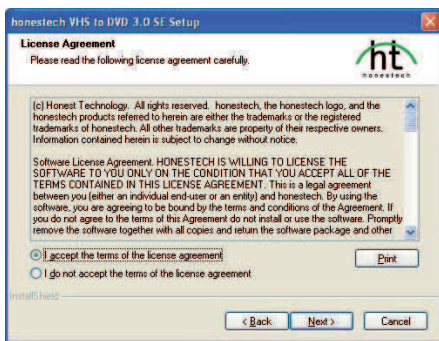 honestech VHS to DVD 3.0 SE Setup
License Agreement
Please read the following license agreement carefully.
ht
honestech
(c) Honest Technology. All rights reserved. honestech, the honestech logo, and the
honestech products referred to herein are either the trademarks or the registered
trademarks of honestech. All other trademarks are property of their respective owners.
Information contained herein is subject to change without notice.
Software License Agreement. HONESTECH IS WILLING TO LICENSE THE
SOFTWARE TO YOU ONLY ON THE CONDITION THAT YOU ACCEPT ALL OF THE
TERMS CONTAINED IN THIS LICENSE AGREEMENT. This is a legal agreement
between you (either an individual end-user or an entity) and honestech. By using the
software, you are agreeing to be bound by the terms and conditions of the Agreement. If
you do not agree to the terms of this Agreement do not install or use the software. Promptly
remove the software together with all copies and return the software package and other
I accept the terms of the license agreement
Print
I do not accept the terms of the license agreement
InstallShield
< Back Next > Cancel